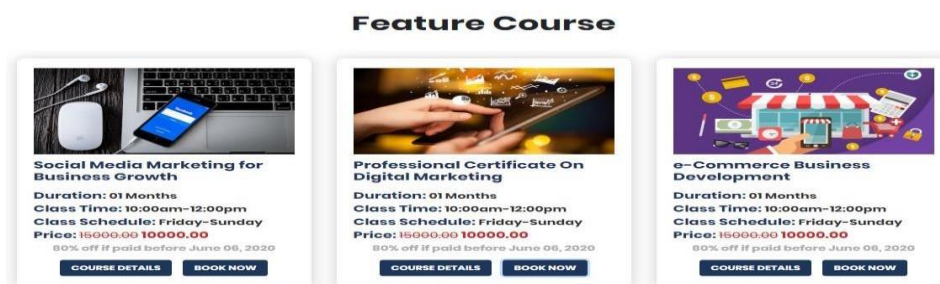 Feature Course
Social Media Marketing for
Business Growth
Duration: 01 Months
Class Time: 10:00am-12:00pm
Class Schedule: Friday-Sunday
Price: 15000.00 10000.00
80% off if paid before June 06, 2020
COURSE DETAILS BOOK NOW
Professional Certificate On
Digital Marketing
Duration: 01 Months
Class Time: 10:00am-12:00pm
Class Schedule: Friday-Sunday
Price: 15000.00 10000.00
80% off if paid before June 06, 2020
COURSE DETAILS BOOK NOW
e-Commerce Business
Development
Duration: 01 Months
Class Time: 10:00am-12:00pm
Class Schedule: Friday-Sunday
Price: 15000.00 10000.00
80% off if paid before June 06, 2020
COURSE DETAILS BOOK NOW